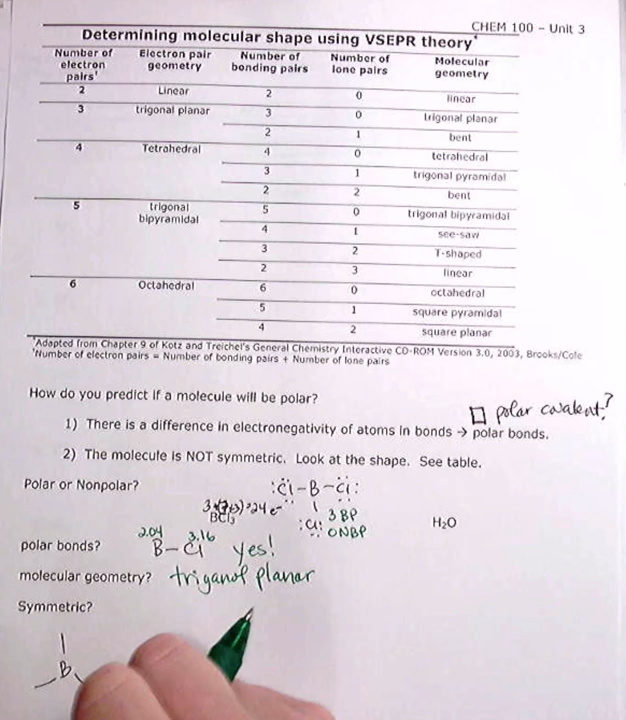 CHEM 100 – Unit 3
Determining molecular shape using VSEPR theory*
Number of electron pairs¹ Electron pair geometry Number of bonding pairs Number of lone pairs Molecular geometry
2 Linear 2 0 linear
3 trigonal planar 3 0 trigonal planar
2 1 bent
4 Tetrahedral 4 0 tetrahedral
3 1 trigonal pyramidal
2 2 bent
5 trigonal bipyramidal 5 0 trigonal bipyramidal
4 1 see-saw
3 2 T-shaped
2 3 linear
6 Octahedral 6 0 octahedral
5 1 square pyramidal
4 2 square planar
*Adapted from Chapter 9 of Kotz and Treichel's General Chemistry Interactive CD-ROM Version 3.0, 2003, Brooks/Cole
¹Number of electron pairs = Number of bonding pairs + Number of lone pairs
How do you predict if a molecule will be polar?
polar covalent?
1) There is a difference in electronegativity of atoms in bonds → polar bonds.
2) The molecule is NOT symmetric. Look at the shape. See table.
Polar or Nonpolar?
:Cl–B–Cl:
:Cl:
3 BP
0NBP
24 e⁻
BCl₃
H₂O
2.04 3.16
polar bonds? B–Cl yes!
molecular geometry? triganol planar
Symmetric?
B